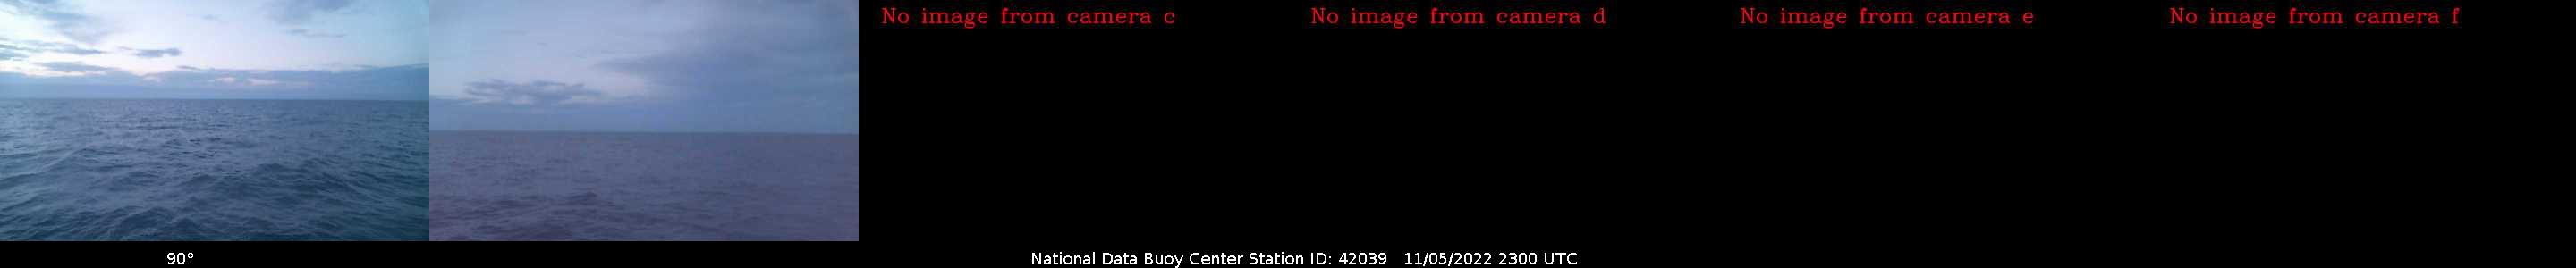 No image from camera c
No image from camera d
No image from camera e
No image from camera f
90°
National Data Buoy Center Station ID: 42039 11/05/2022 2300 UTC